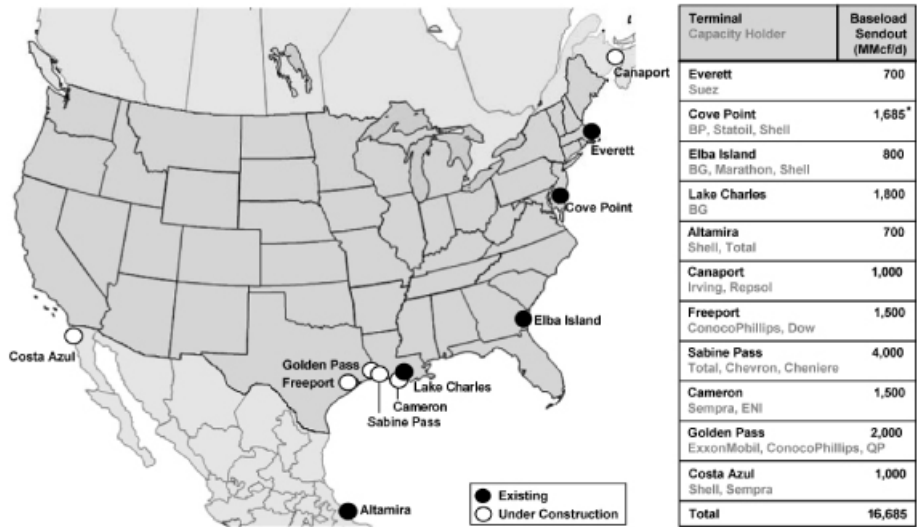 Canaport
Everett
Cove Point
Elba Island
Costa Azul
Golden Pass
Freeport
Lake Charles
Cameron
Sabine Pass
Altamira
Existing
Under Construction
Terminal Baseload
Capacity Holder Sendout
(MMcf/d)
Everett 700
Suez
Cove Point 1,685*
BP, Statoil, Shell
Elba Island 800
BG, Marathon, Shell
Lake Charles 1,800
BG
Altamira 700
Shell, Total
Canaport 1,000
Irving, Repsol
Freeport 1,500
ConocoPhillips, Dow
Sabine Pass 4,000
Total, Chevron, Cheniere
Cameron 1,500
Sempra, ENI
Golden Pass 2,000
ExxonMobil, ConocoPhillips, QP
Costa Azul 1,000
Shell, Sempra
Total 16,685